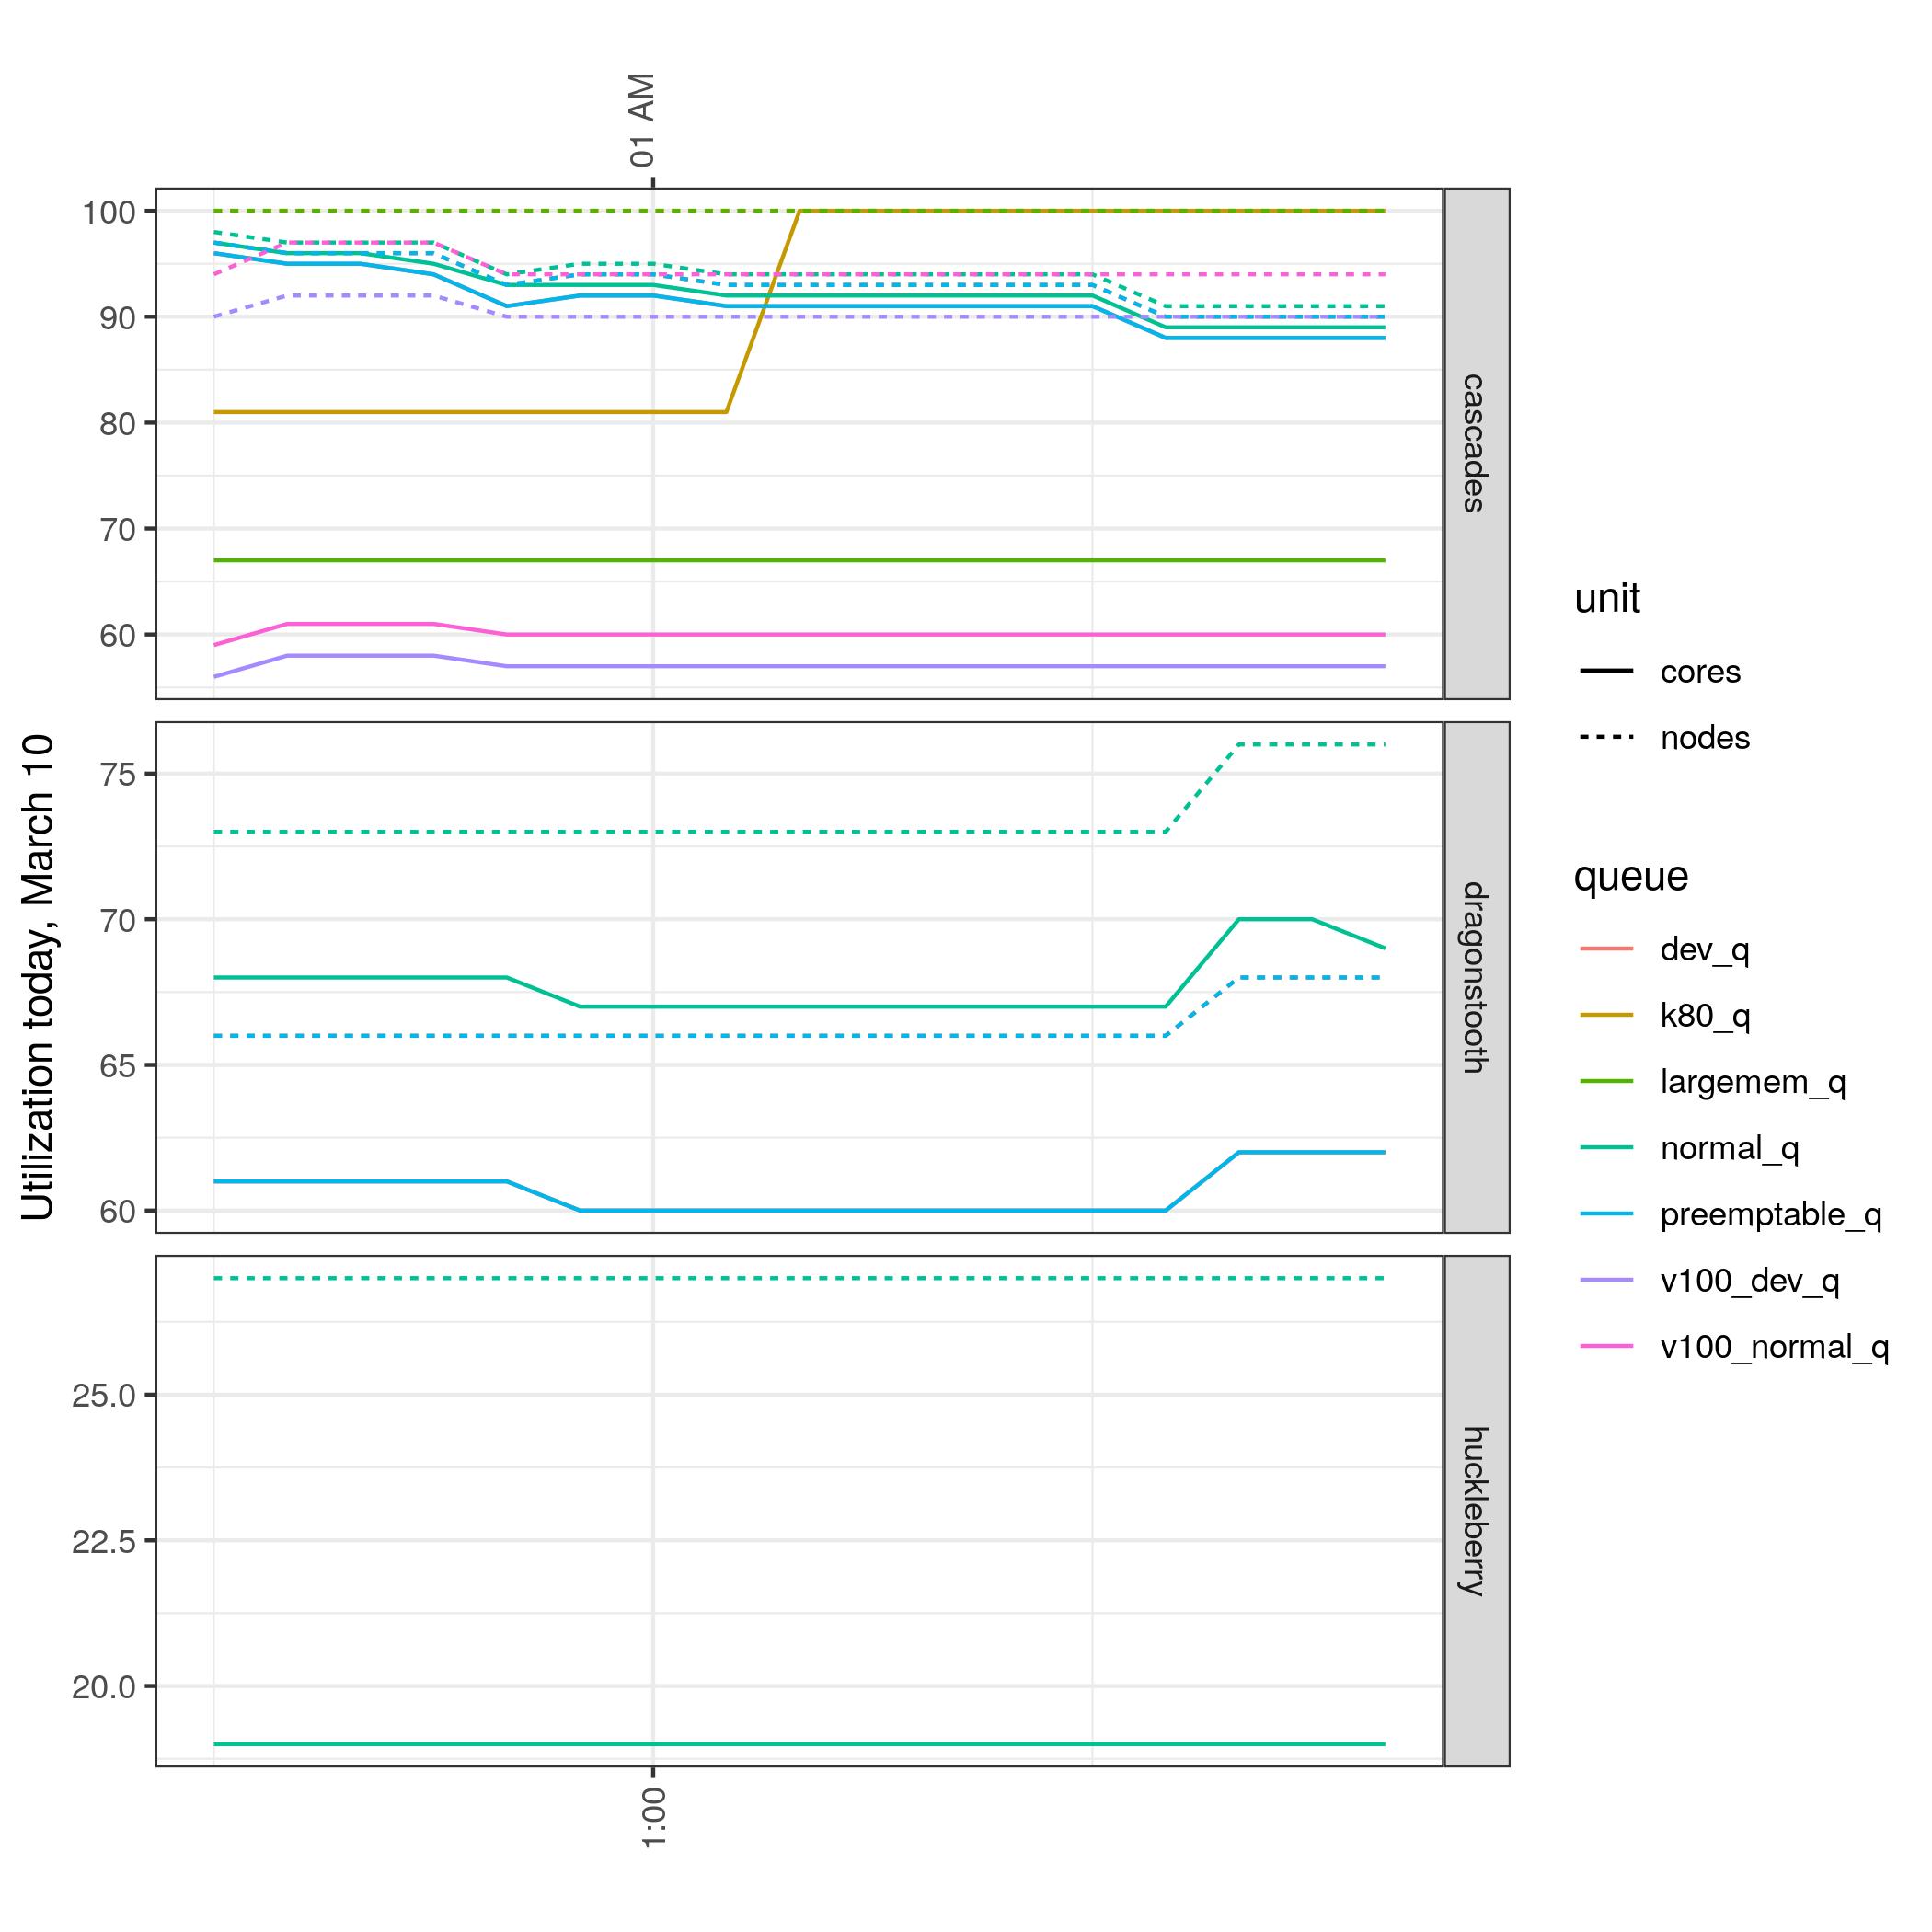 01 AM
Utilization today, March 10
100
90
80
70
60
cascades
75
70
65
60
dragonstooth
25.0
22.5
20.0
huckleberry
1:00
unit
cores
nodes
queue
dev_q
k80_q
largemem_q
normal_q
preemptable_q
v100_dev_q
v100_normal_q